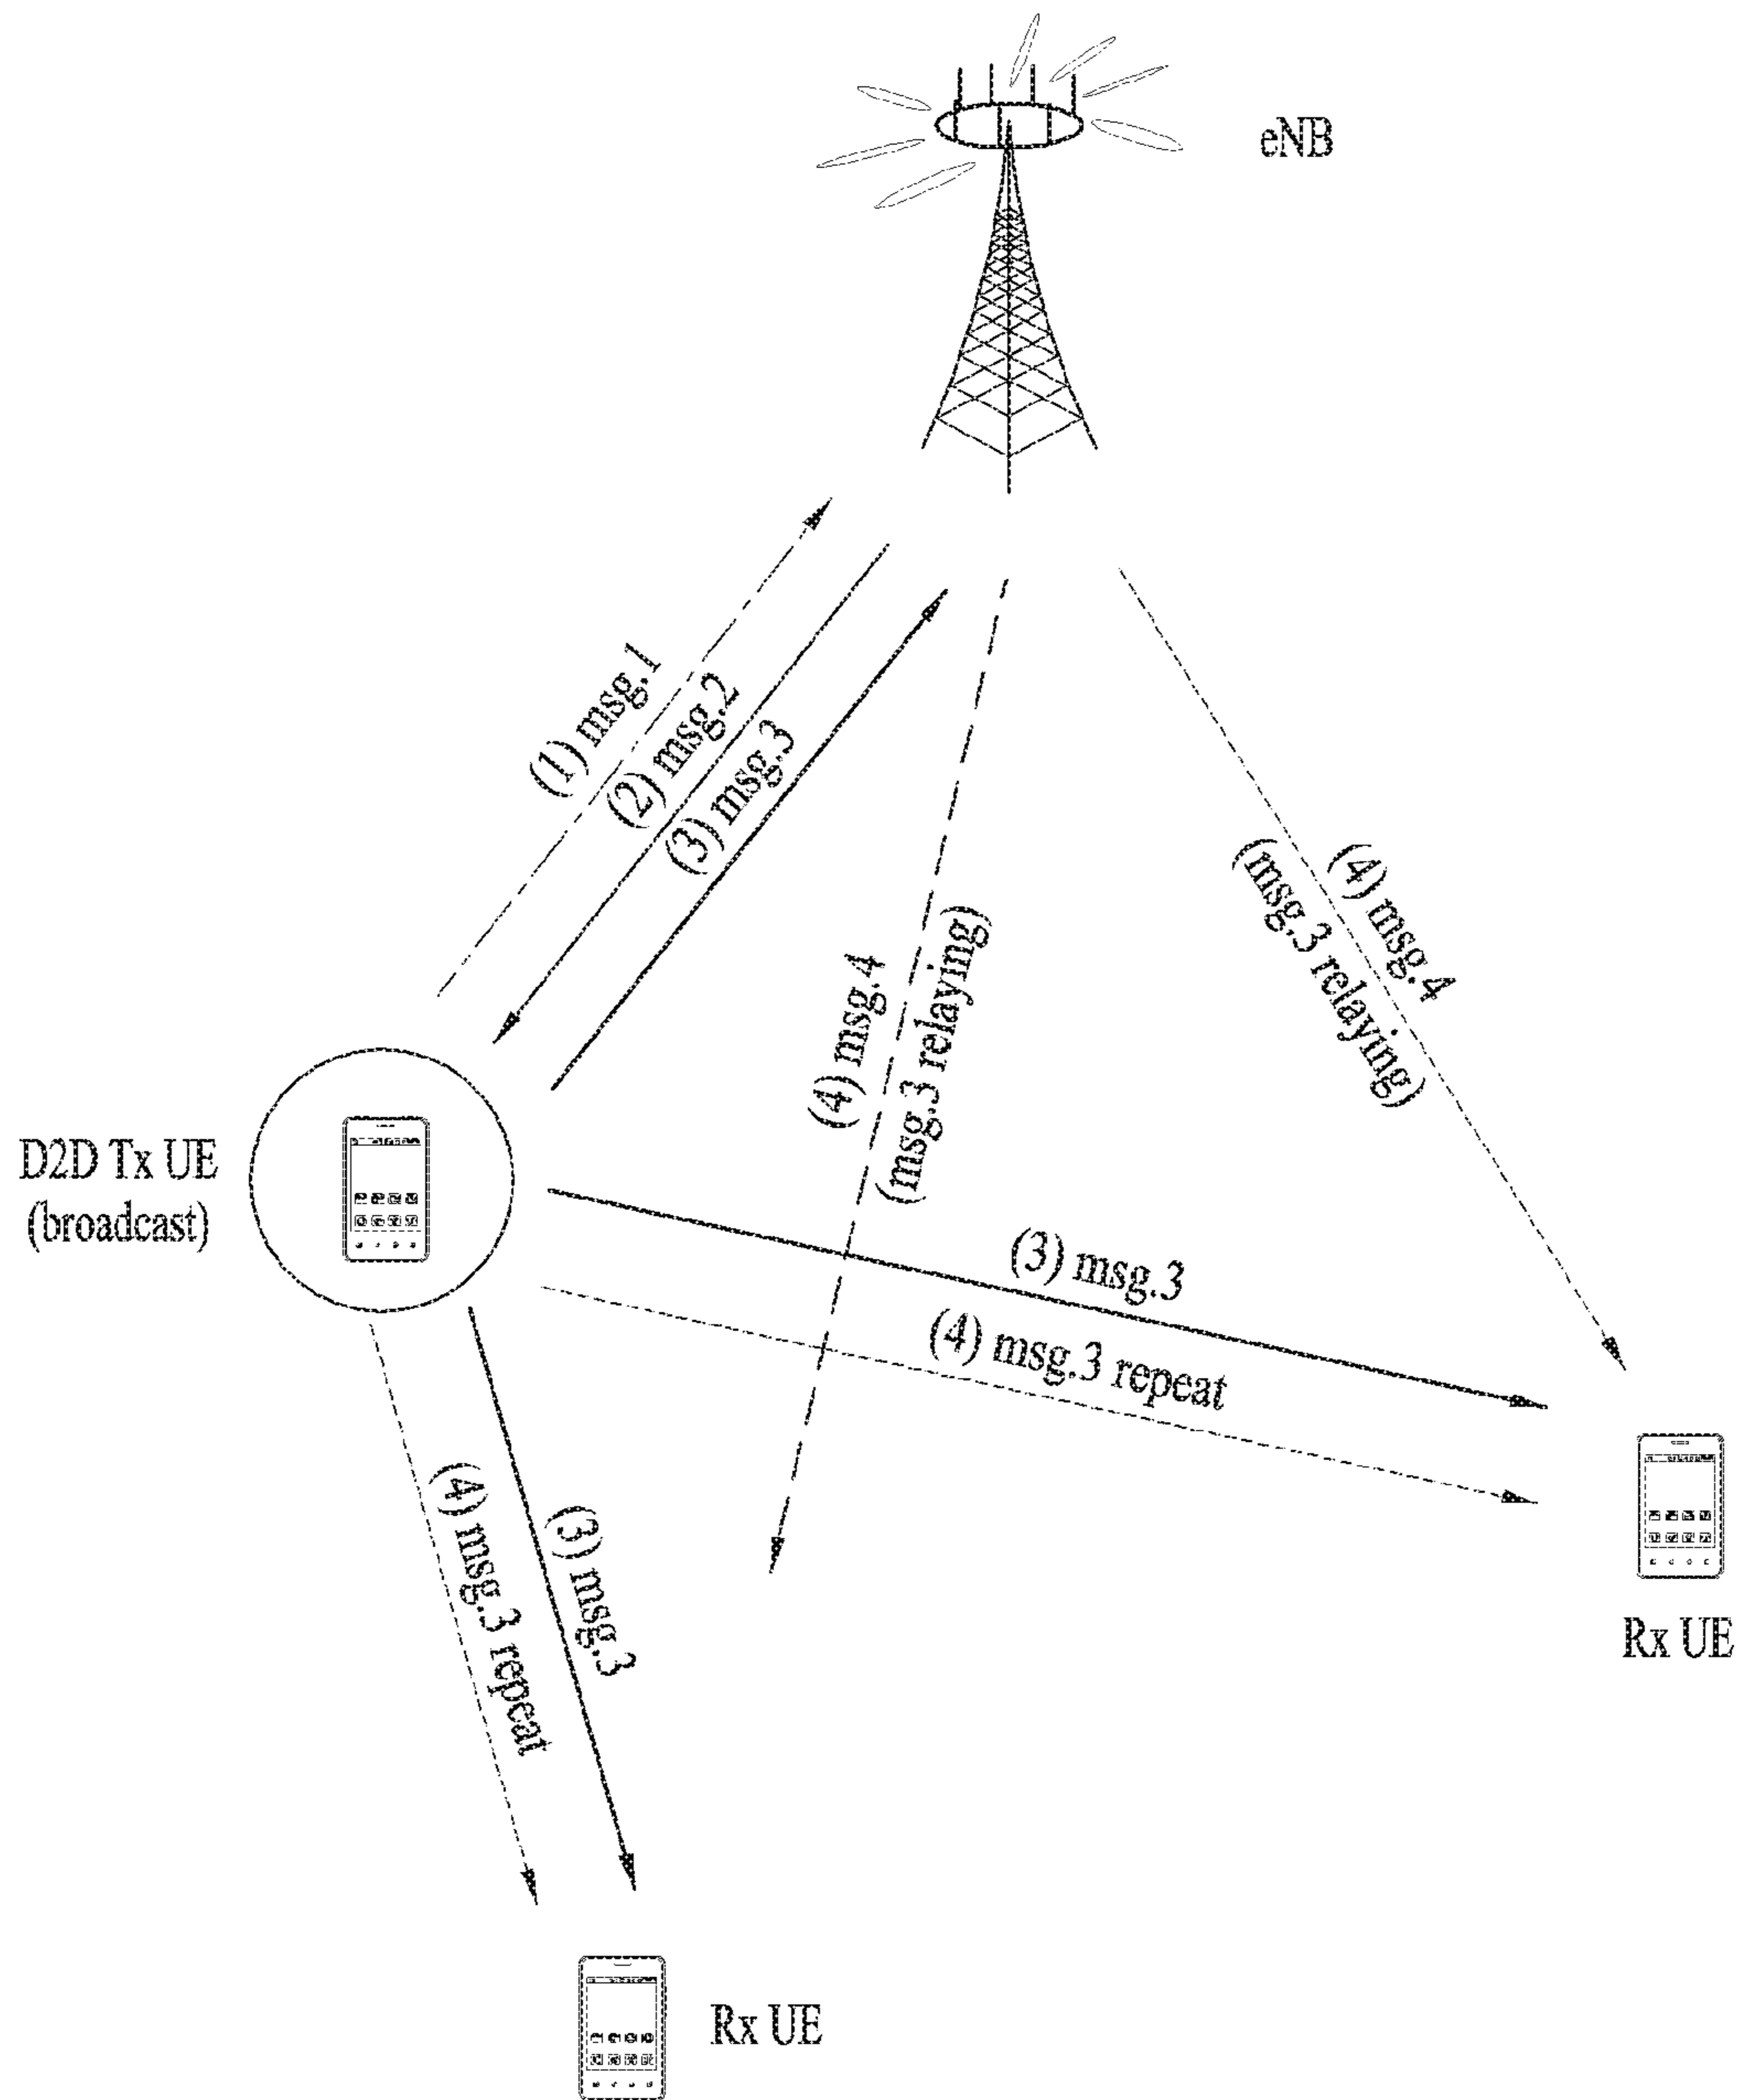 eNB
(1) msg.1
(2) msg.2
(3) msg.3
(4) msg.4
(msg.3 relaying)
(4) msg.4
(msg.3 relaying)
D2D Tx UE
(broadcast)
(3) msg.3
(4) msg.3 repeat
(4) msg.3 repeat
(3) msg.3
Rx UE
Rx UE